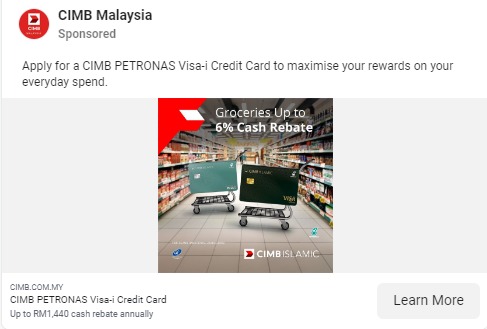 CIMB
CIMB Malaysia
Sponsored
Apply for a CIMB PETRONAS Visa-i Credit Card to maximise your rewards on your
everyday spend.
Groceries Up to
6% Cash Rebate
VISA
CIMB ISLAMIC
CIMB.COM.MY
CIMB PETRONAS Visa-i Credit Card
Up to RM1,440 cash rebate annually
Learn More